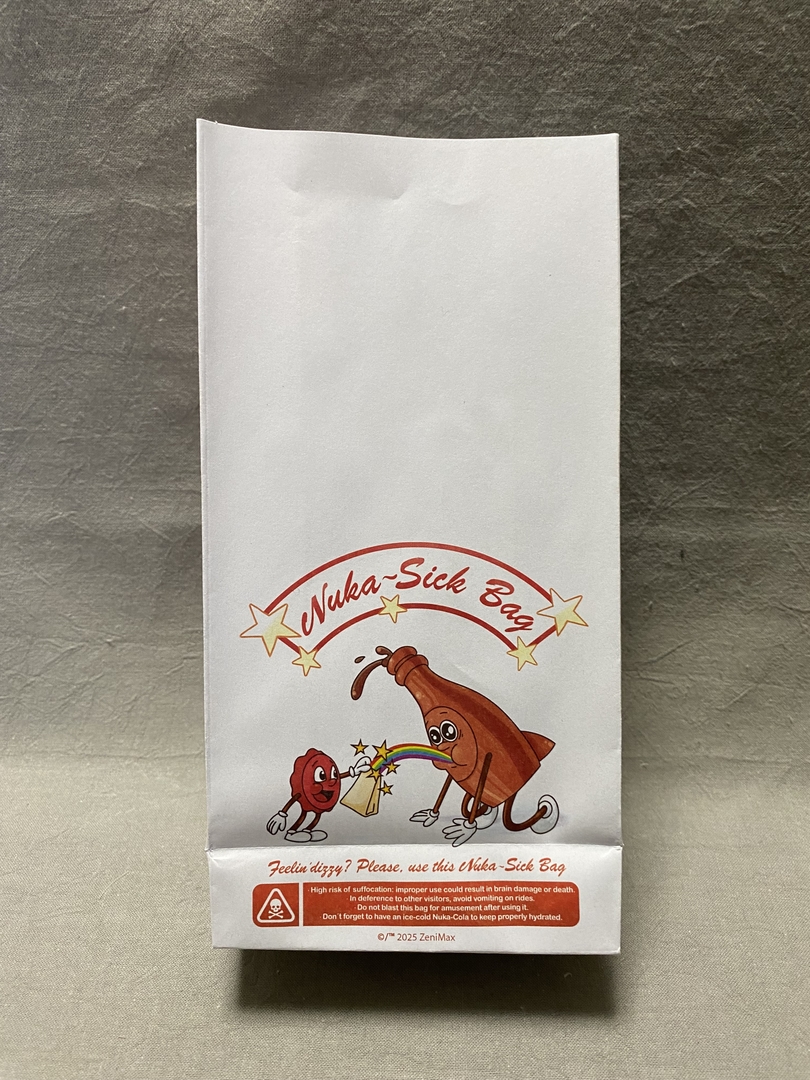 Nuka~Sick Bag
Feelin'dizzy? Please, use this Nuka~Sick Bag
· High risk of suffocation; improper use could result in brain damage or death.
· In deference to other visitors, avoid vomiting on rides.
· Do not blast this bag for amusement after using it.
· Don't forget to have an ice-cold Nuka-Cola to keep properly hydrated.
©/™ 2025 ZeniMax